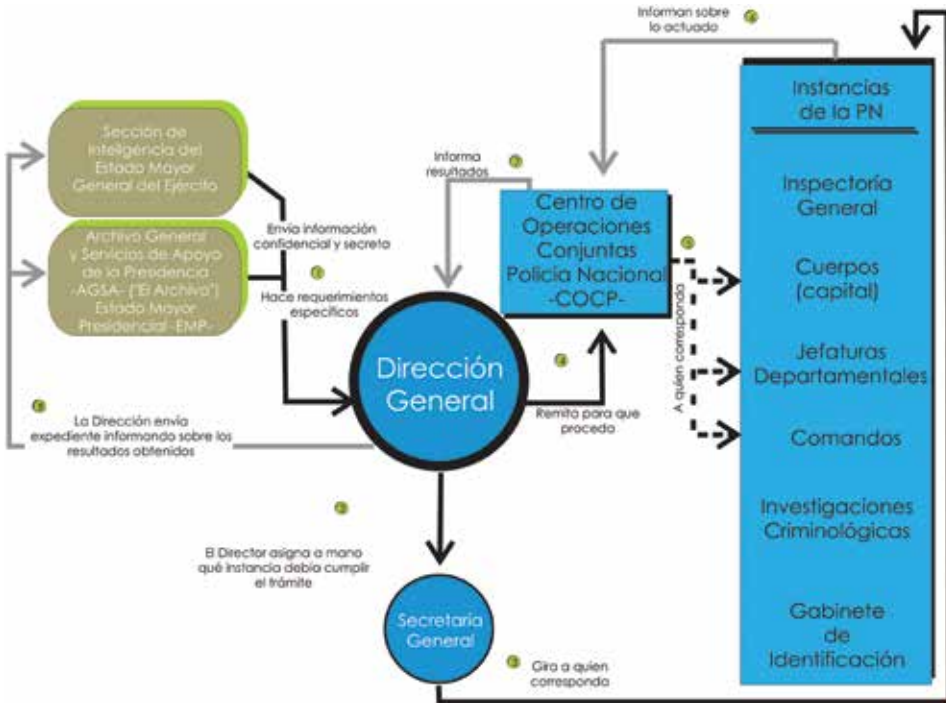 Informan sobre
lo actuado
Instancias
de la PN
Inspectoría
General
Cuerpos
(capital)
Jefaturas
Departamentales
Comandos
Investigaciones
Criminológicas
Gabinete
de
Identificación
Sección de
Inteligencia del
Estado Mayor
General del Ejército
Archivo General
y Servicios de Apoyo
de la Presidencia
-AGSA- ("El Archivo")
Estado Mayor
Presidencial -EMP-
Envía información
confidencial y secreta
Hace requerimientos
específicos
Informa
resultados
Centro de
Operaciones
Conjuntas
Policía Nacional
-COCP-
A quien corresponda
Dirección
General
Remite para que
proceda
La Dirección envía
expediente informando sobre los
resultados obtenidos
El Director asigna a mano
qué instancia debía cumplir
el trámite
Secretaría
General
Gira a quien
corresponda